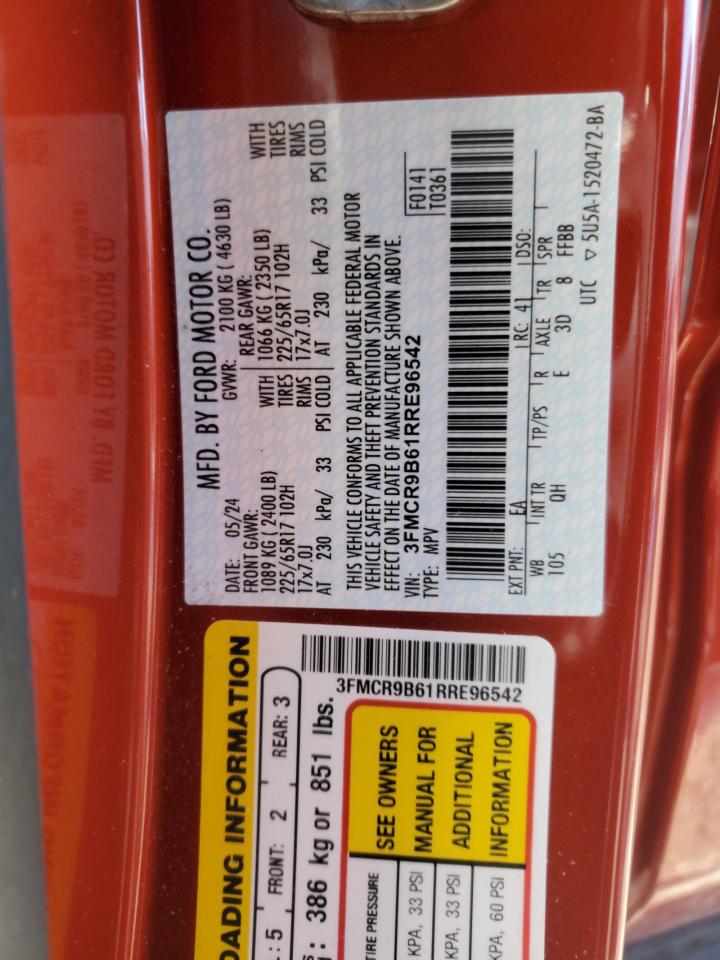 MFD. BY FORD MOTOR CO.
DATE: 05/24 GVWR: 2100 KG ( 4630 LB)
FRONT GAWR: REAR GAWR:
1089 KG ( 2400 LB) WITH 1066 KG ( 2350 LB) WITH
225/65R17 102H TIRES 225/65R17 102H TIRES
17x7.0J RIMS 17x7.0J RIMS
AT 230 kPa/ 33 PSI COLD AT 230 kPa/ 33 PSI COLD
THIS VEHICLE CONFORMS TO ALL APPLICABLE FEDERAL MOTOR
VEHICLE SAFETY AND THEFT PREVENTION STANDARDS IN
EFFECT ON THE DATE OF MANUFACTURE SHOWN ABOVE.
VIN: 3FMCR9B61RRE96542 F0141
TYPE: MPV T0361
EXT PNT: EA RC: 41 DSO:
WB INT TR TP/PS R AXLE TR SPR
105 QH E 3D 8 FFBB
UTC ▽ 5U5A-1520472-BA
LOADING INFORMATION
: 5 FRONT: 2 REAR: 3
: 386 kg or 851 lbs.
3FMCR9B61RRE96542
TIRE PRESSURE
KPA, 33 PSI
KPA, 33 PSI
KPA, 60 PSI
SEE OWNERS
MANUAL FOR
ADDITIONAL
INFORMATION